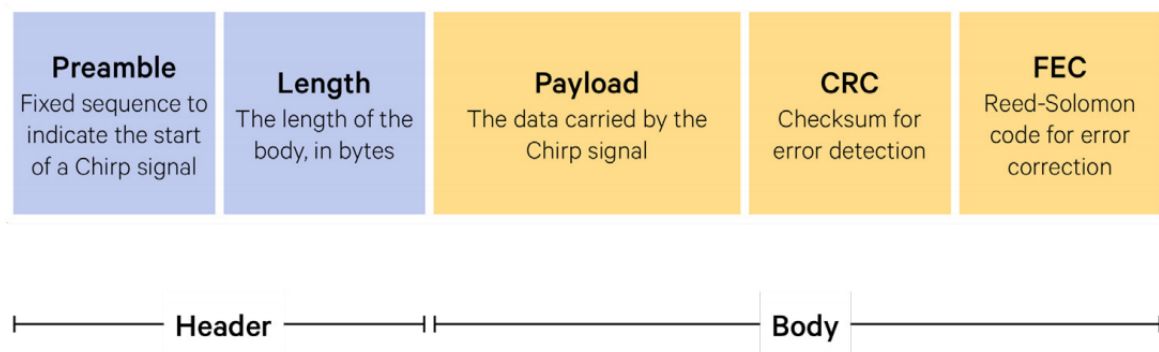 Preamble
Fixed sequence to
indicate the start
of a Chirp signal
Length
The length of the
body, in bytes
Payload
The data carried by the
Chirp signal
CRC
Checksum for
error detection
FEC
Reed-Solomon
code for error
correction
Header
Body